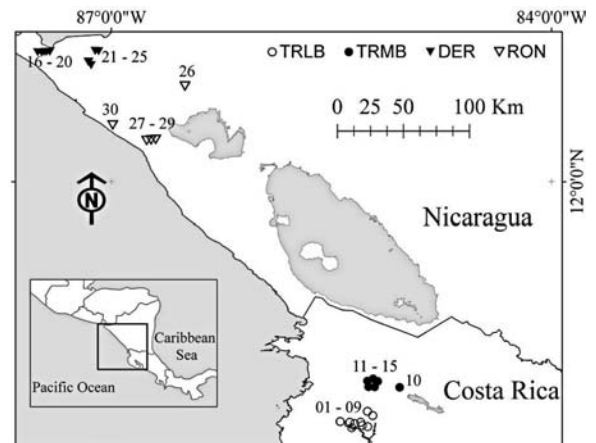 87°0'0"W
84°0'0"W
TRLB TRMB DER RON
16 - 20
21 - 25
26
0 25 50 100 Km
30
27 - 29
12°0'0"N
N
Nicaragua
Caribbean
Sea
Pacific Ocean
11 - 15
10
Costa Rica
01 - 09